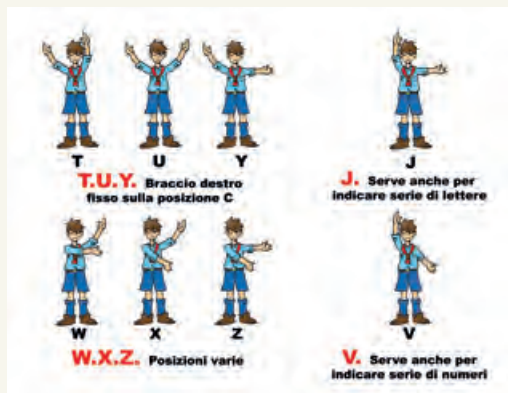 T U Y
T.U.Y. Braccio destro
fisso sulla posizione C
J
J. Serve anche per
indicare serie di lettere
W X Z
W.X.Z. Posizioni varie
V
V. Serve anche per
indicare serie di numeri